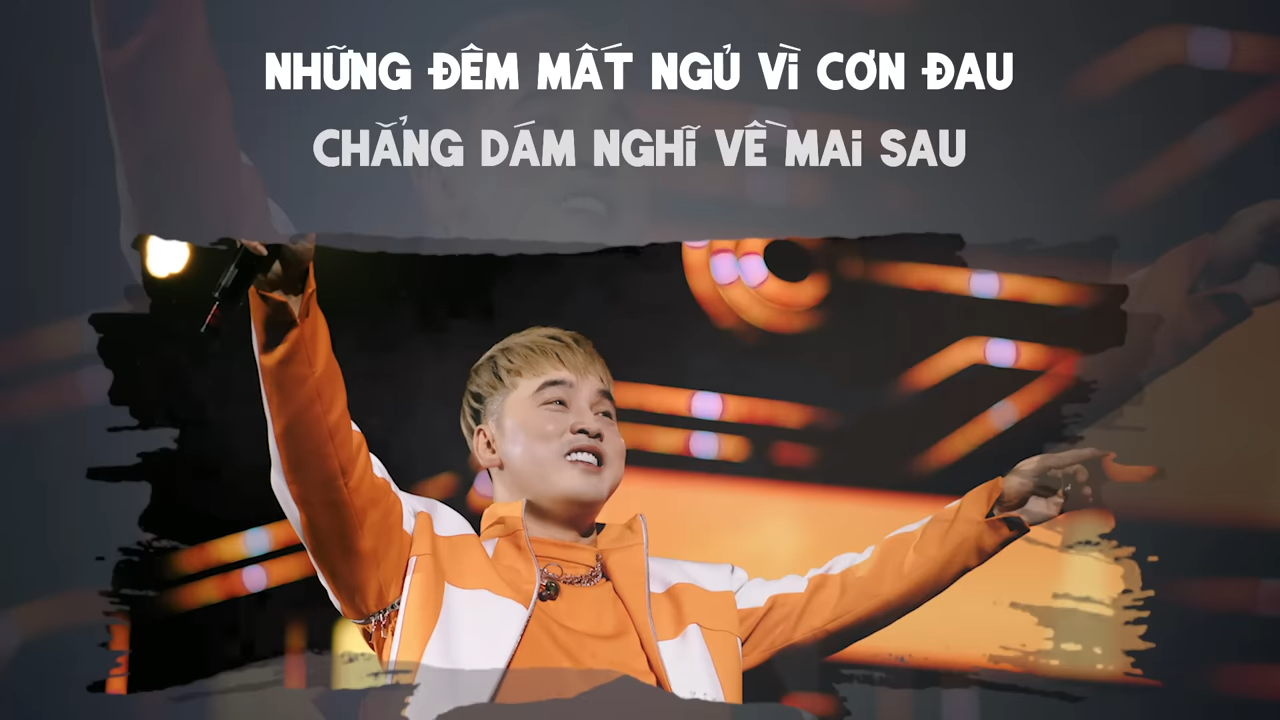 NHỮNG ĐÊM MẤT NGỦ VÌ CƠN ĐAU
CHẲNG DÁM NGHĨ VỀ MAI SAU